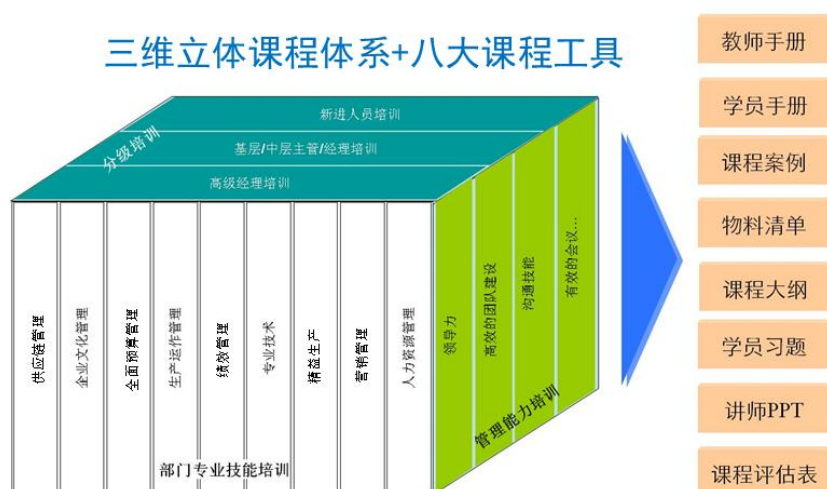 三维立体课程体系+八大课程工具
分级培训
新进人员培训
基层/中层主管/经理培训
高级经理培训
供应链管理
企业文化管理
全面预算管理
生产运作管理
绩效管理
专业技术
精益生产
营销管理
人力资源管理
部门专业技能培训
领导力
高效的团队建设
沟通技能
有效的会议...
管理能力培训
教师手册
学员手册
课程案例
物料清单
课程大纲
学员习题
讲师PPT
课程评估表